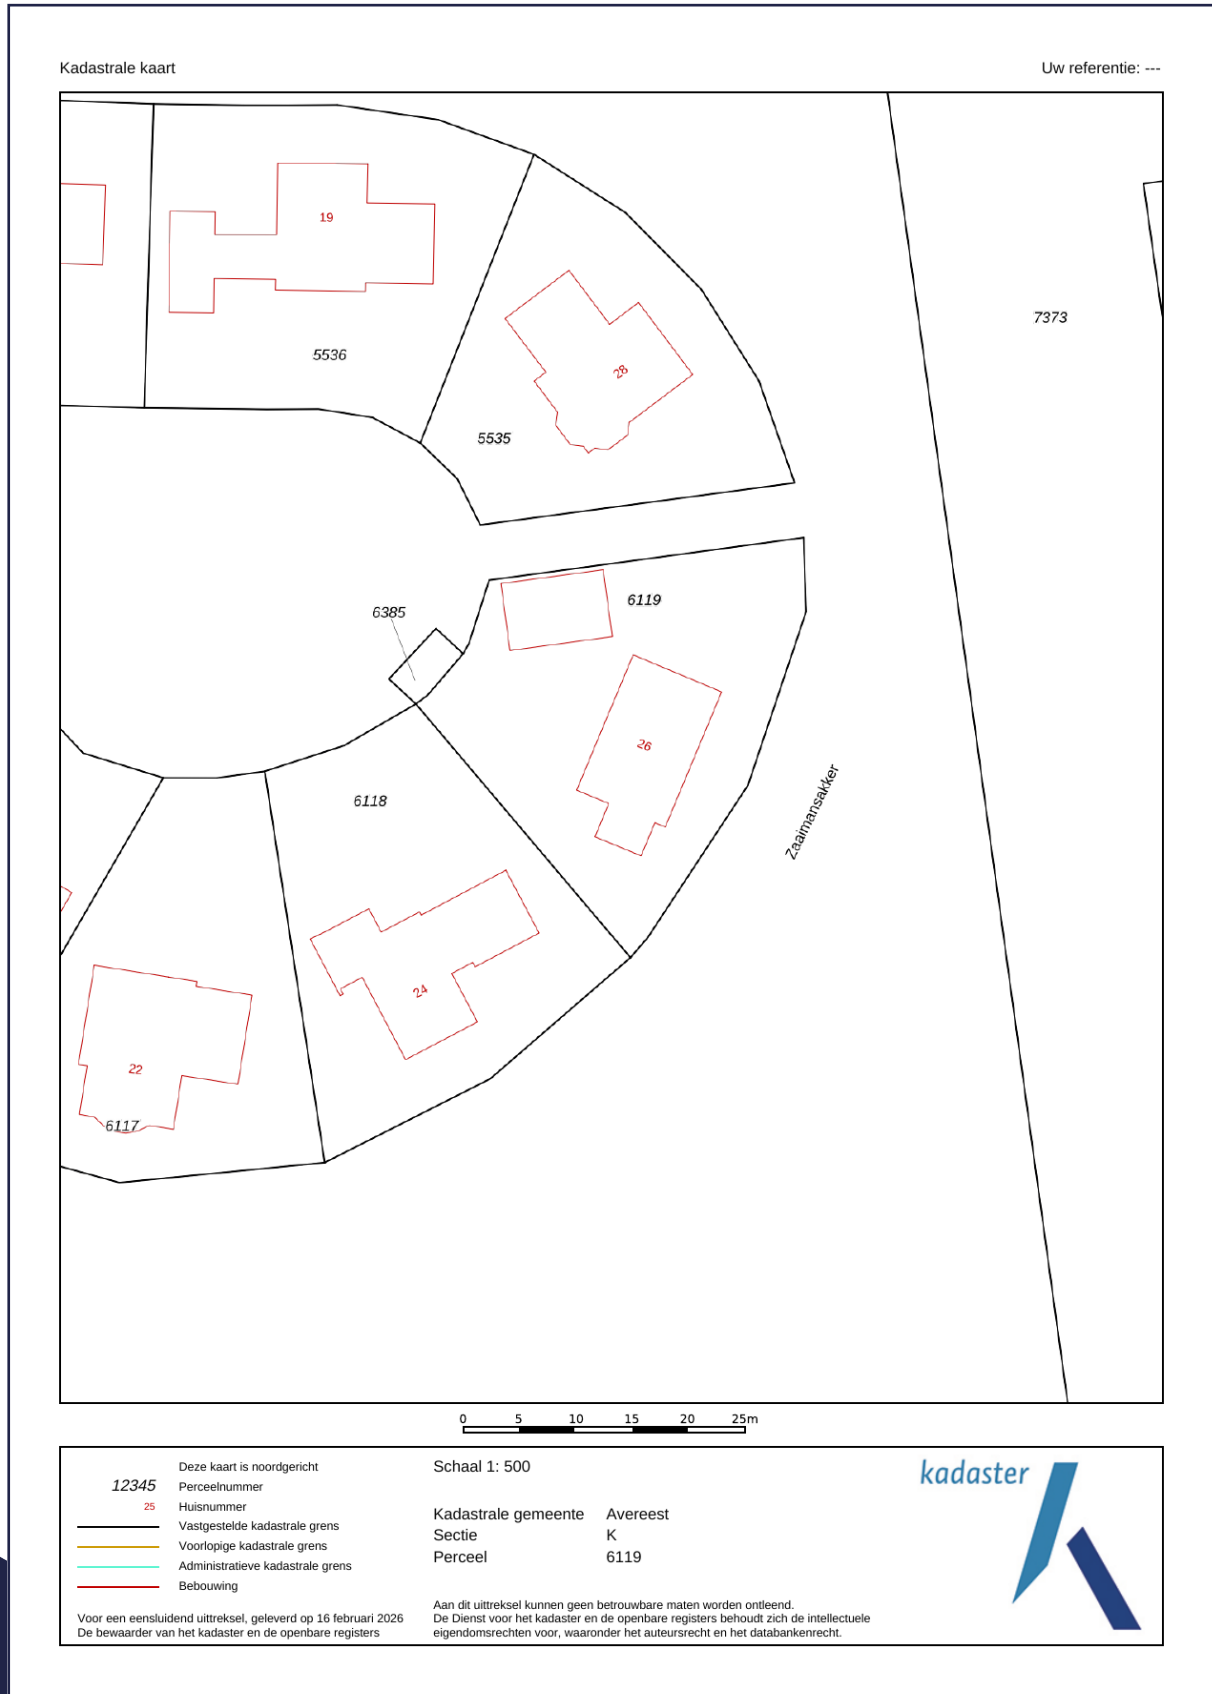 Kadastrale kaart
Uw referentie: ---
19
7373
5536
28
5535
6385
6119
26
6118
Zaaimansakker
24
22
6117
0 5 10 15 20 25m
Deze kaart is noordgericht
12345 Perceelnummer
25 Huisnummer
Vastgestelde kadastrale grens
Voorlopige kadastrale grens
Administratieve kadastrale grens
Bebouwing
Voor een eensluidend uittreksel, geleverd op 16 februari 2026
De bewaarder van het kadaster en de openbare registers
Schaal 1: 500
Kadastrale gemeente Avereest
Sectie K
Perceel 6119
Aan dit uittreksel kunnen geen betrouwbare maten worden ontleend.
De Dienst voor het kadaster en de openbare registers behoudt zich de intellectuele
eigendomsrechten voor, waaronder het auteursrecht en het databankenrecht.
kadaster